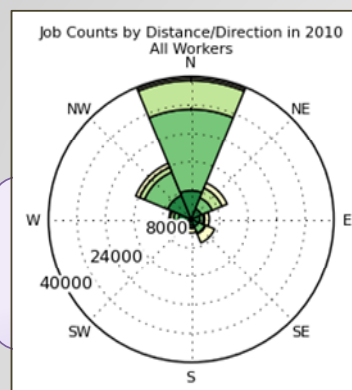 Job Counts by Distance/Direction in 2010
All Workers
N
NW
NE
W
E
8000
24000
40000
SW
SE
S